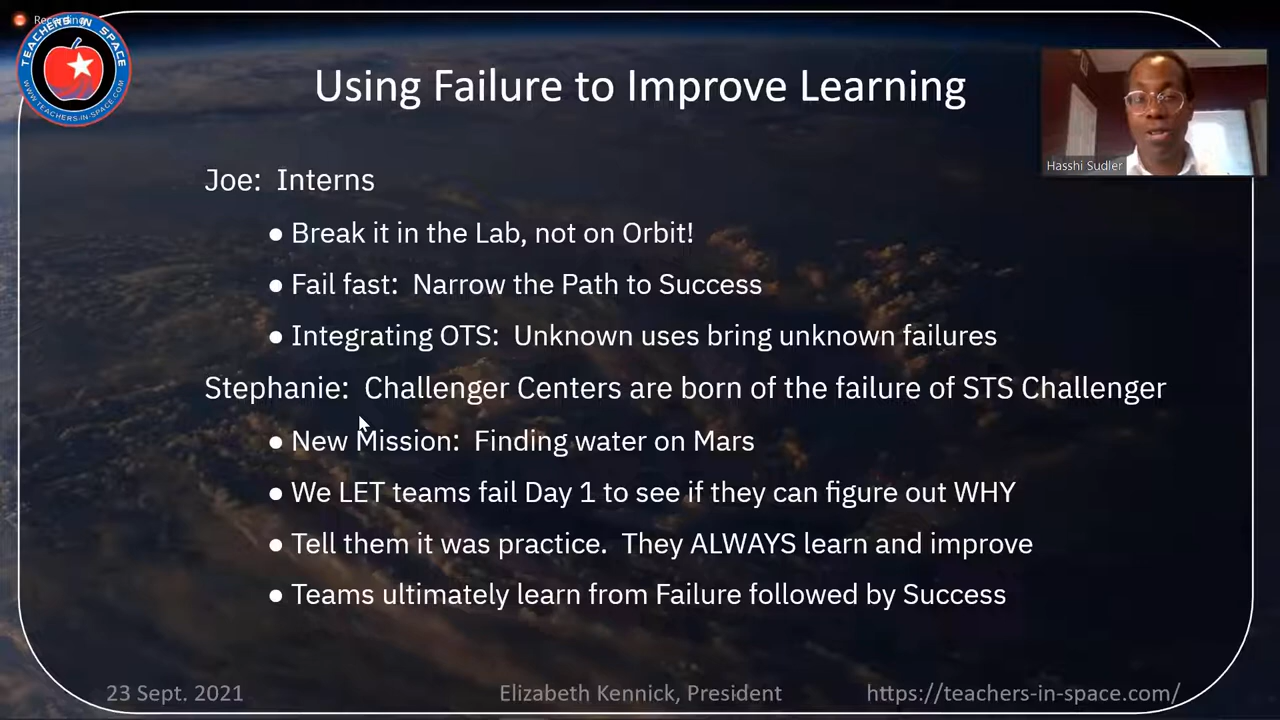 Recording
TEACHERS IN SPACE
WWW.TEACHERS-IN-SPACE.COM
Using Failure to Improve Learning
Hasshi Sudler
Joe: Interns
● Break it in the Lab, not on Orbit!
● Fail fast: Narrow the Path to Success
● Integrating OTS: Unknown uses bring unknown failures
Stephanie: Challenger Centers are born of the failure of STS Challenger
● New Mission: Finding water on Mars
● We LET teams fail Day 1 to see if they can figure out WHY
● Tell them it was practice. They ALWAYS learn and improve
● Teams ultimately learn from Failure followed by Success
23 Sept. 2021
Elizabeth Kennick, President
https://teachers-in-space.com/